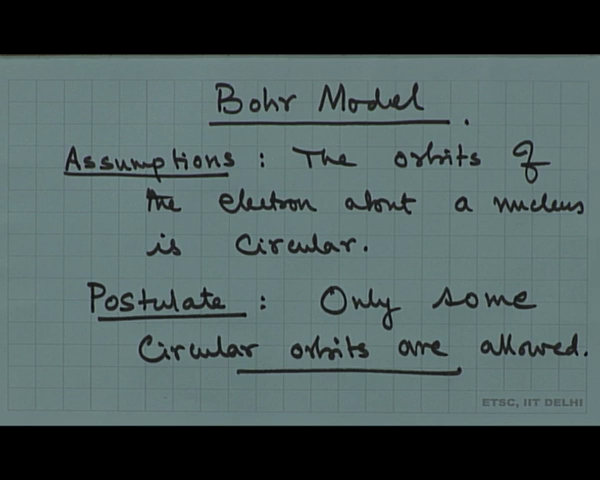 Bohr Model.
Assumptions : The orbits of
the electron about a nucleus
is circular.
Postulate : Only some
Circular orbits are allowed.
ETSC, IIT DELHI